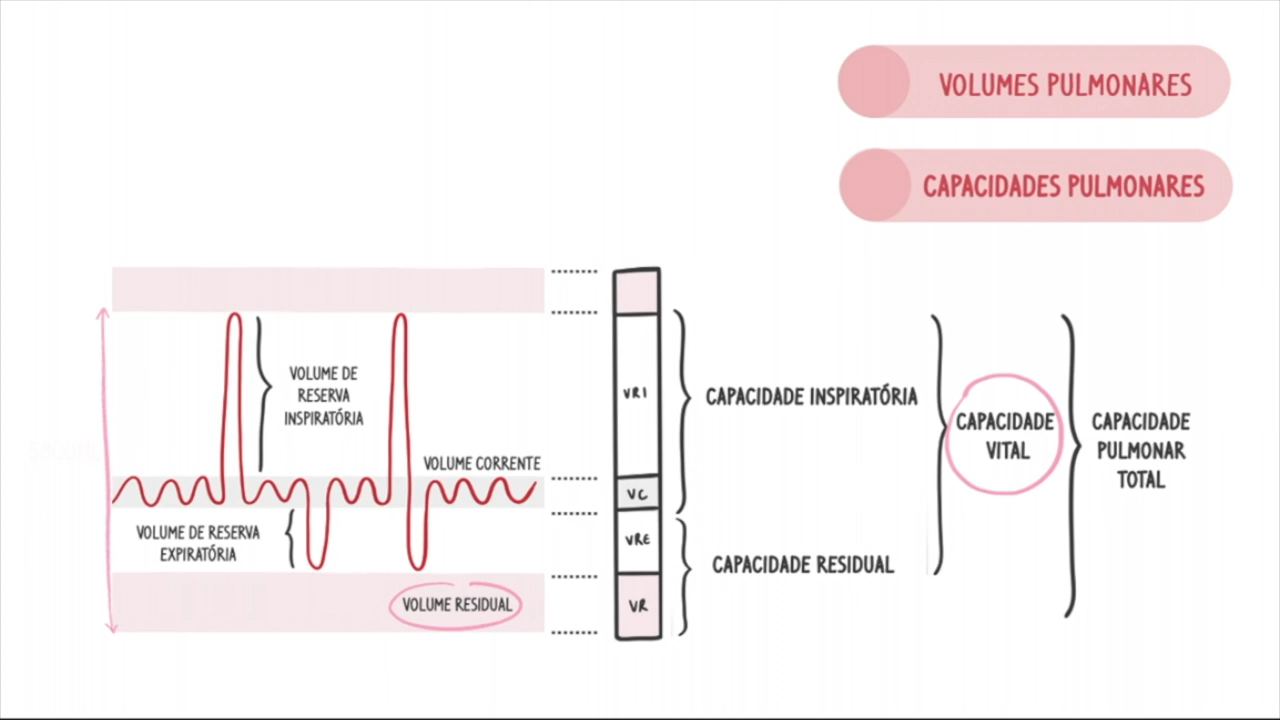 VOLUMES PULMONARES
CAPACIDADES PULMONARES
VOLUME DE
RESERVA
INSPIRATÓRIA
VOLUME CORRENTE
VOLUME DE RESERVA
EXPIRATÓRIA
VOLUME RESIDUAL
VRI
VC
VRE
VR
CAPACIDADE INSPIRATÓRIA
CAPACIDADE RESIDUAL
CAPACIDADE
VITAL
CAPACIDADE
PULMONAR
TOTAL